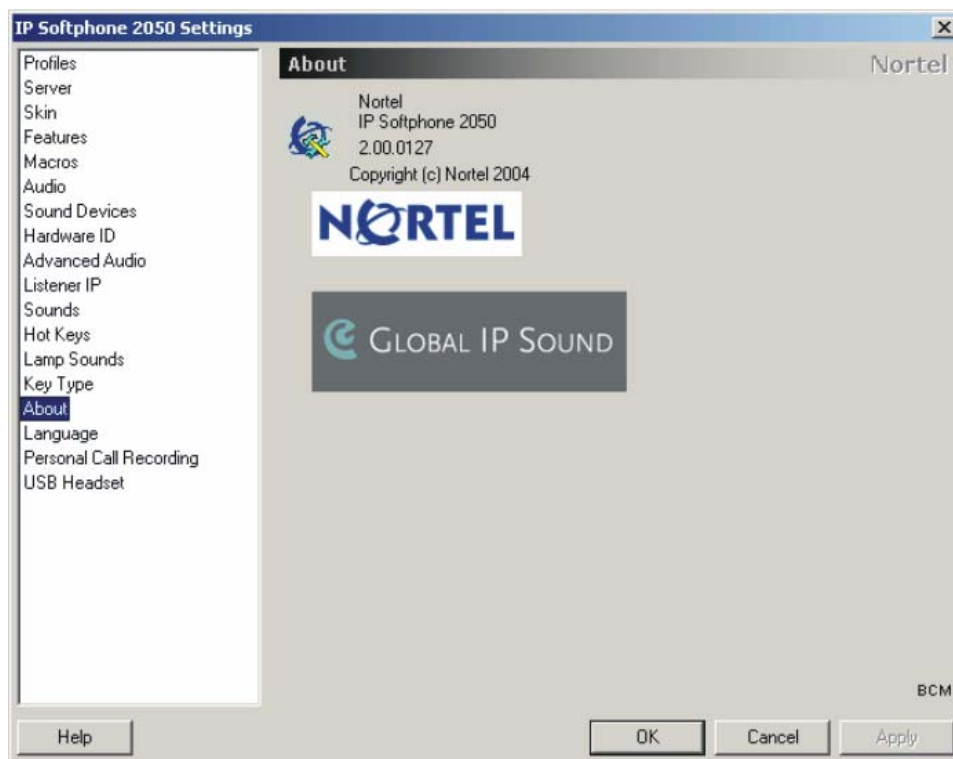 IP Softphone 2050 Settings
Profiles
Server
Skin
Features
Macros
Audio
Sound Devices
Hardware ID
Advanced Audio
Listener IP
Sounds
Hot Keys
Lamp Sounds
Key Type
About
Language
Personal Call Recording
USB Headset
About
Nortel
Nortel
IP Softphone 2050
2.00.0127
Copyright (c) Nortel 2004
NORTEL
GLOBAL IP SOUND
BCM
Help
OK
Cancel
Apply